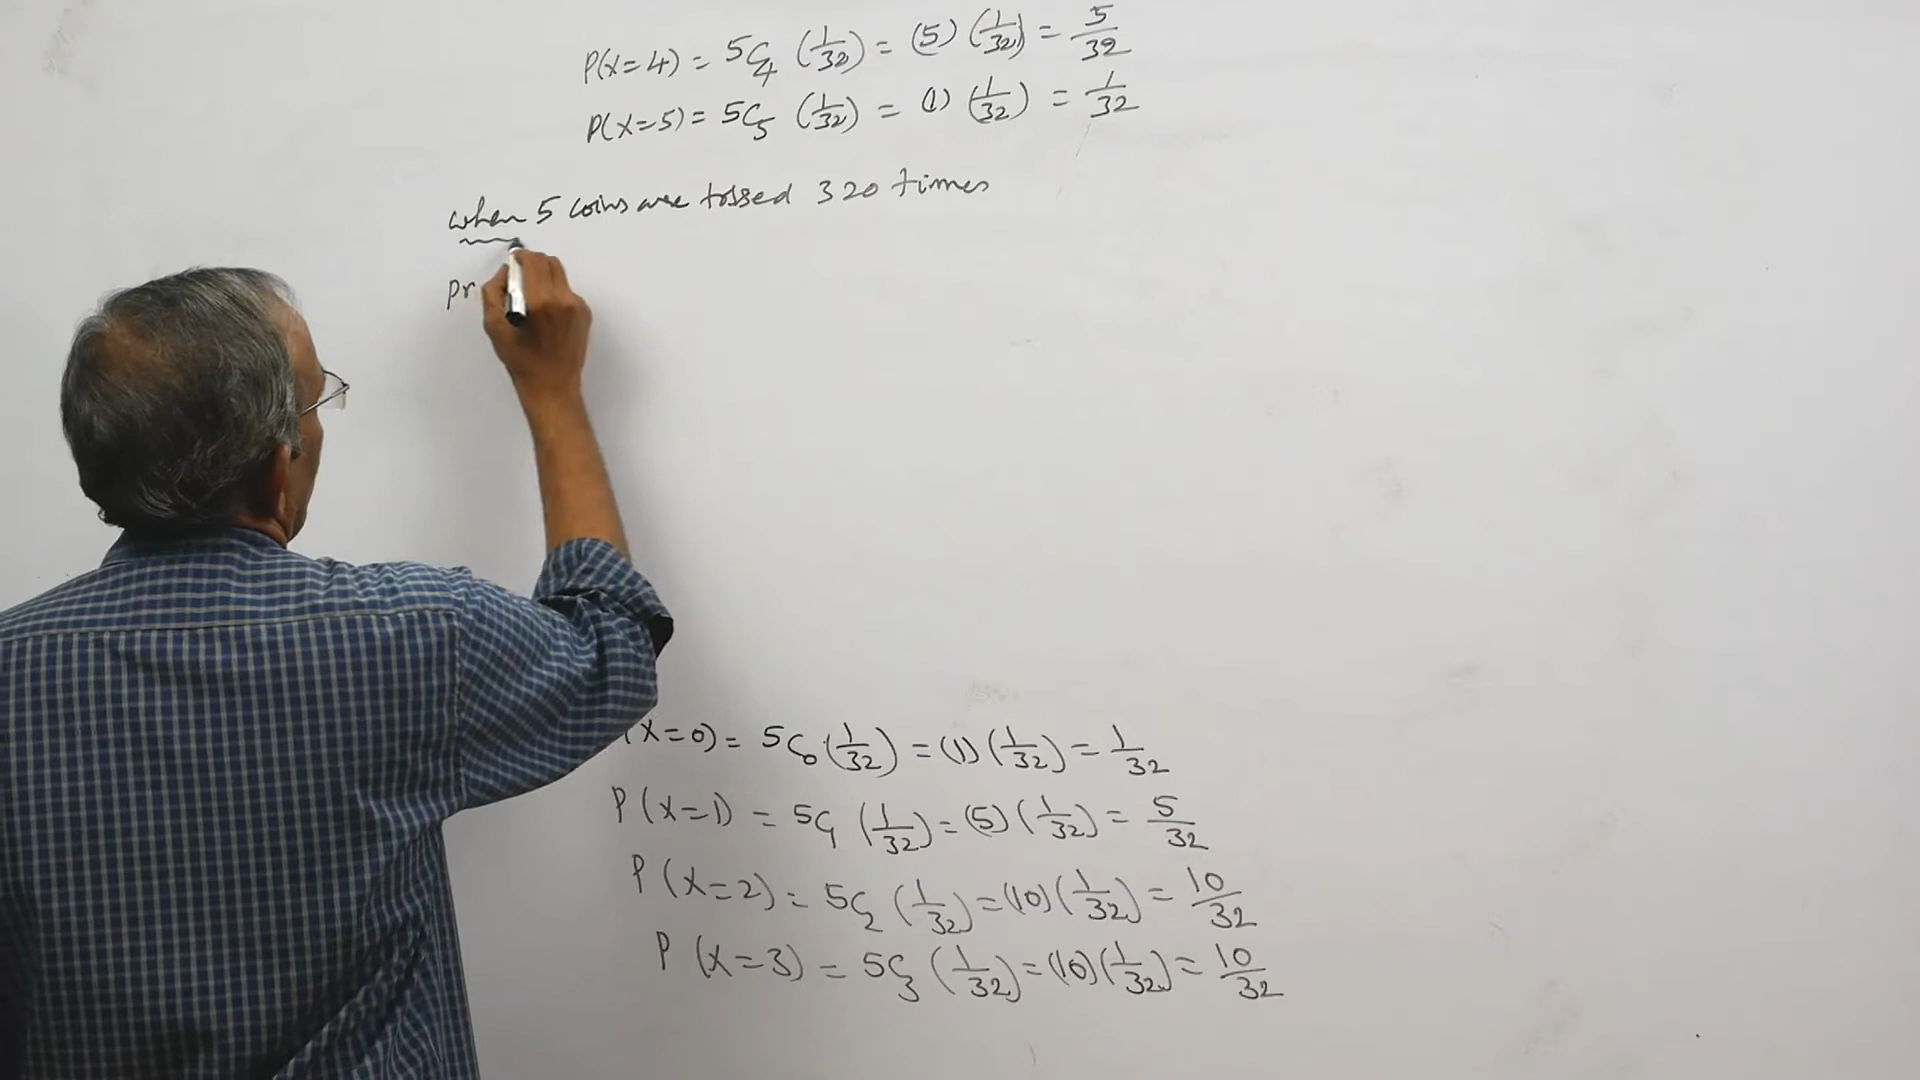 P(X=4) = 5C4 (1/32) = (5) (1/32) = 5/32
P(X=5) = 5C5 (1/32) = (1) (1/32) = 1/32
when 5 coins are tossed 320 times
Pr
(X=0) = 5C0 (1/32) = (1) (1/32) = 1/32
P(X=1) = 5C1 (1/32) = (5) (1/32) = 5/32
P(X=2) = 5C2 (1/32) = (10) (1/32) = 10/32
P(X=3) = 5C3 (1/32) = (10) (1/32) = 10/32